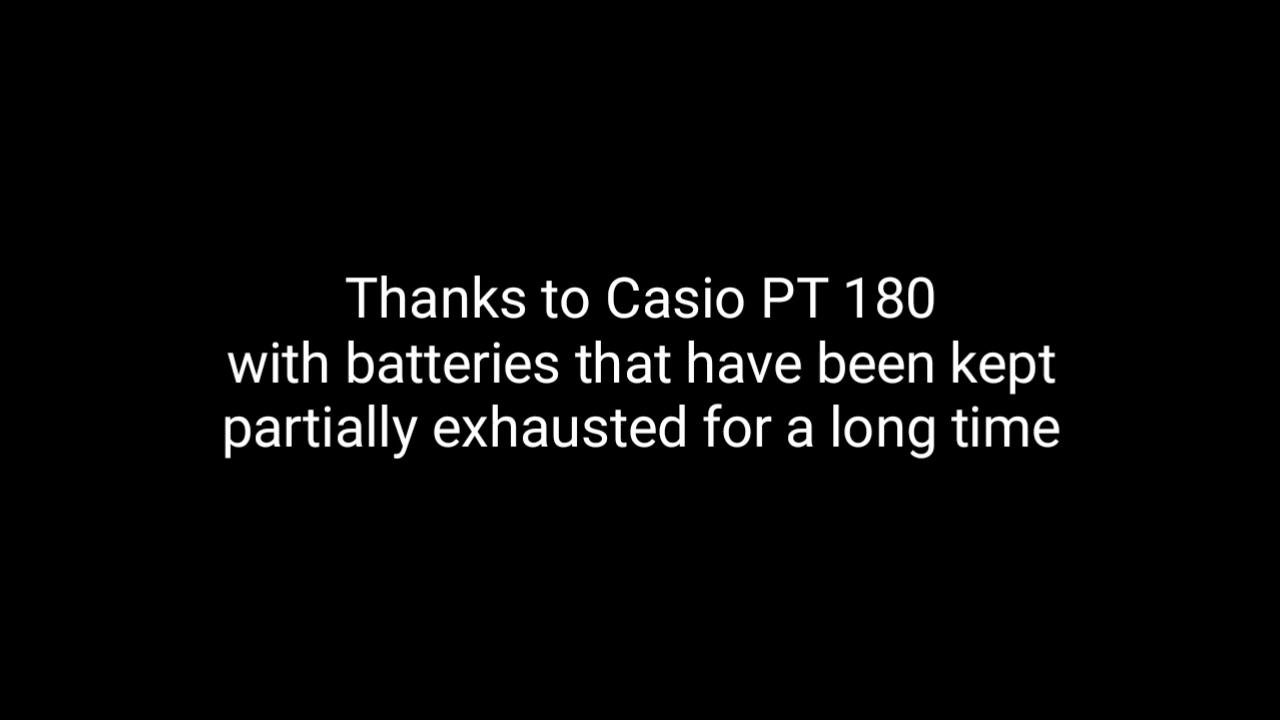 Thanks to Casio PT 180
with batteries that have been kept
partially exhausted for a long time